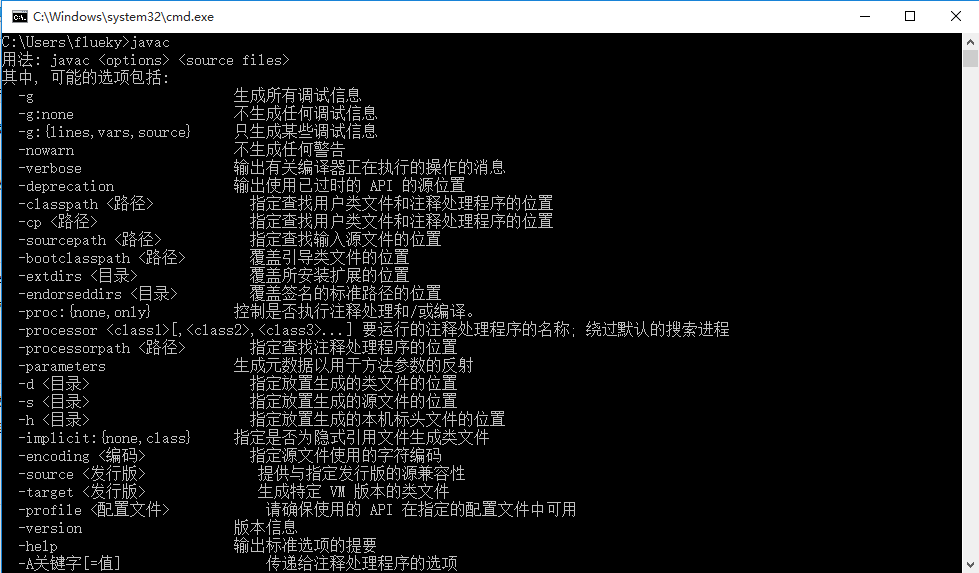 C:\Windows\system32\cmd.exe
C:\Users\flueky>javac
用法: javac <options> <source files>
其中, 可能的选项包括:
-g 生成所有调试信息
-g:none 不生成任何调试信息
-g:{lines,vars,source} 只生成某些调试信息
-nowarn 不生成任何警告
-verbose 输出有关编译器正在执行的操作的消息
-deprecation 输出使用已过时的 API 的源位置
-classpath <路径> 指定查找用户类文件和注释处理程序的位置
-cp <路径> 指定查找用户类文件和注释处理程序的位置
-sourcepath <路径> 指定查找输入源文件的位置
-bootclasspath <路径> 覆盖引导类文件的位置
-extdirs <目录> 覆盖所安装扩展的位置
-endorseddirs <目录> 覆盖签名的标准路径的位置
-proc:{none,only} 控制是否执行注释处理和/或编译。
-processor <class1>[,<class2>,<class3>...] 要运行的注释处理程序的名称; 绕过默认的搜索进程
-processorpath <路径> 指定查找注释处理程序的位置
-parameters 生成元数据以用于方法参数的反射
-d <目录> 指定放置生成的类文件的位置
-s <目录> 指定放置生成的源文件的位置
-h <目录> 指定放置生成的本机标头文件的位置
-implicit:{none,class} 指定是否为隐式引用文件生成类文件
-encoding <编码> 指定源文件使用的字符编码
-source <发行版> 提供与指定发行版的源兼容性
-target <发行版> 生成特定 VM 版本的类文件
-profile <配置文件> 请确保使用的 API 在指定的配置文件中可用
-version 版本信息
-help 输出标准选项的提要
-A关键字[=值] 传递给注释处理程序的选项